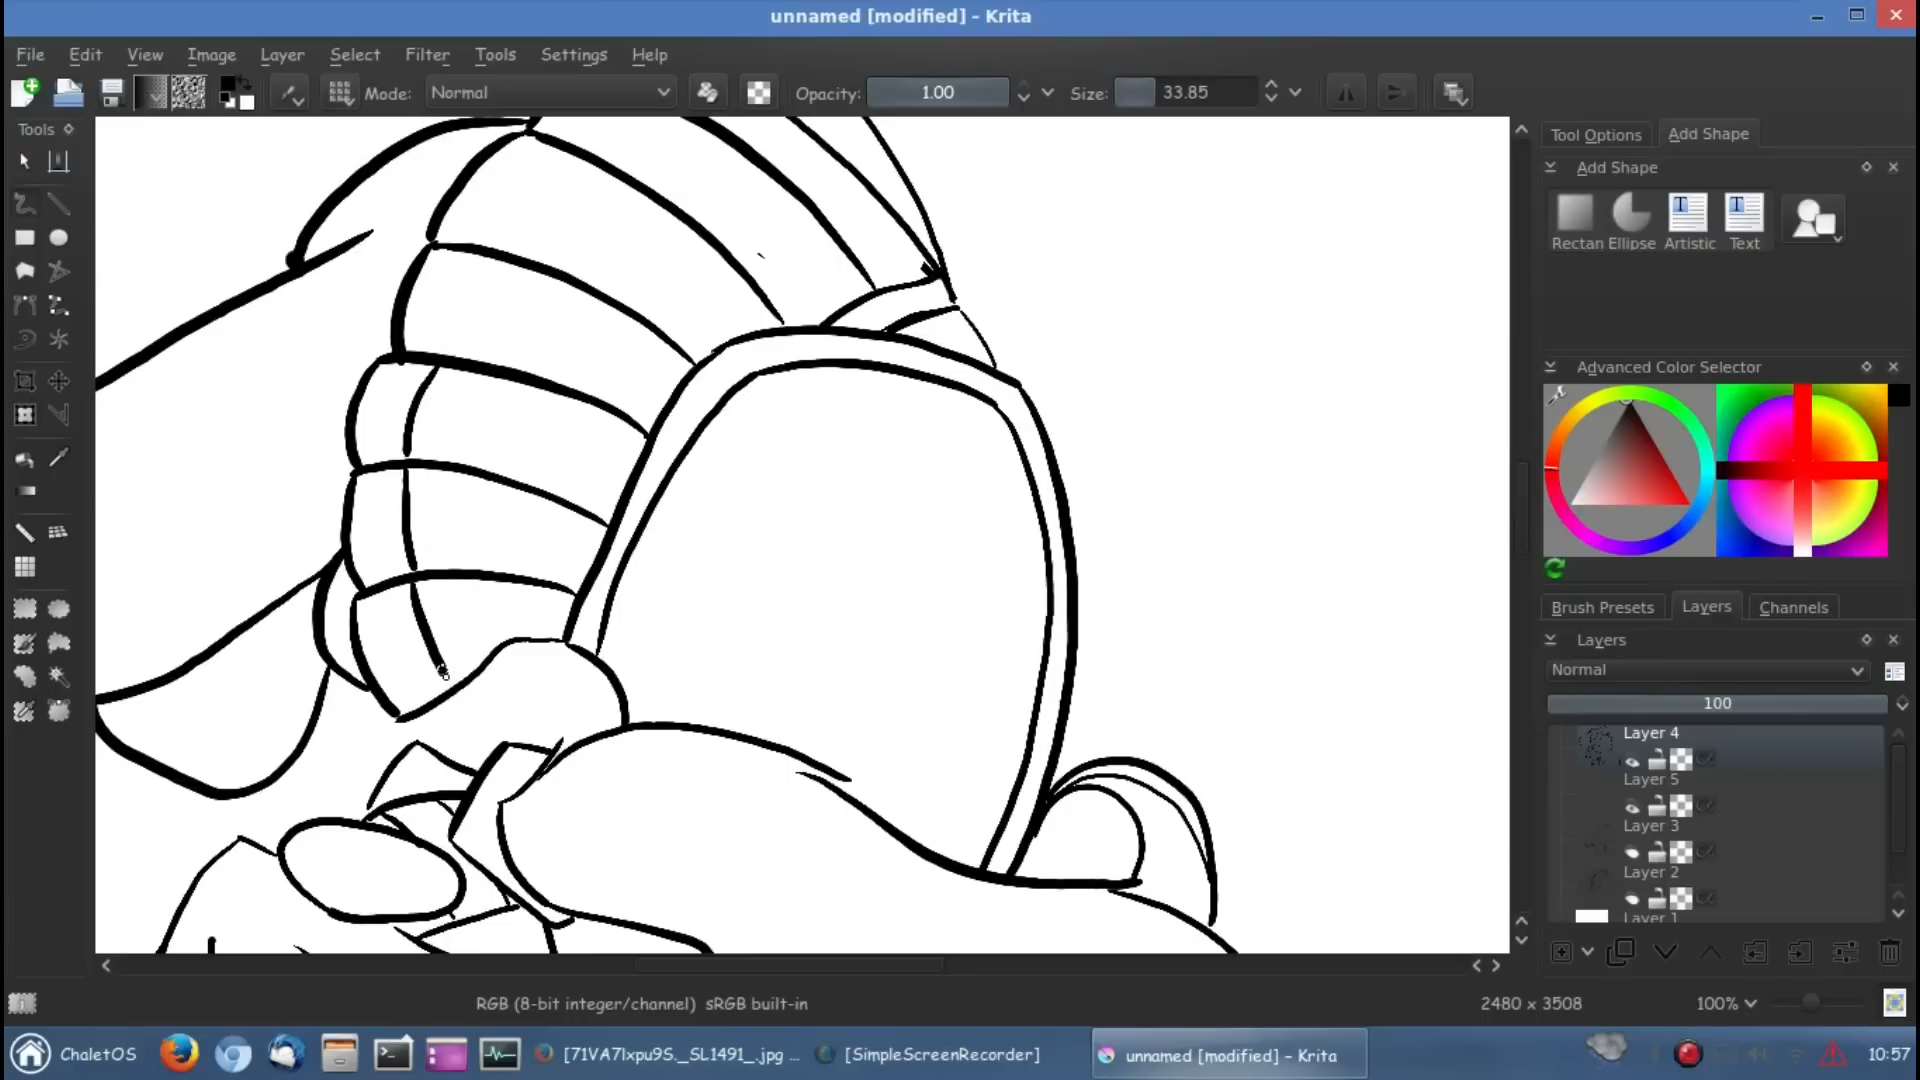 unnamed [modified] - Krita
File Edit View Image Layer Select Filter Tools Settings Help
Mode: Normal Opacity: 1.00 Size: 33.85
Tools
Tool Options Add Shape
Add Shape
Rectan Ellipse Artistic Text
Advanced Color Selector
Brush Presets Layers Channels
Layers
Normal
100
Layer 4
Layer 5
Layer 3
Layer 2
Layer 1
RGB (8-bit integer/channel) sRGB built-in 2480 x 3508 100%
ChaletOS [71VA7lxpu9S._SL1491_.jpg ... [SimpleScreenRecorder] unnamed [modified] - Krita 10:57